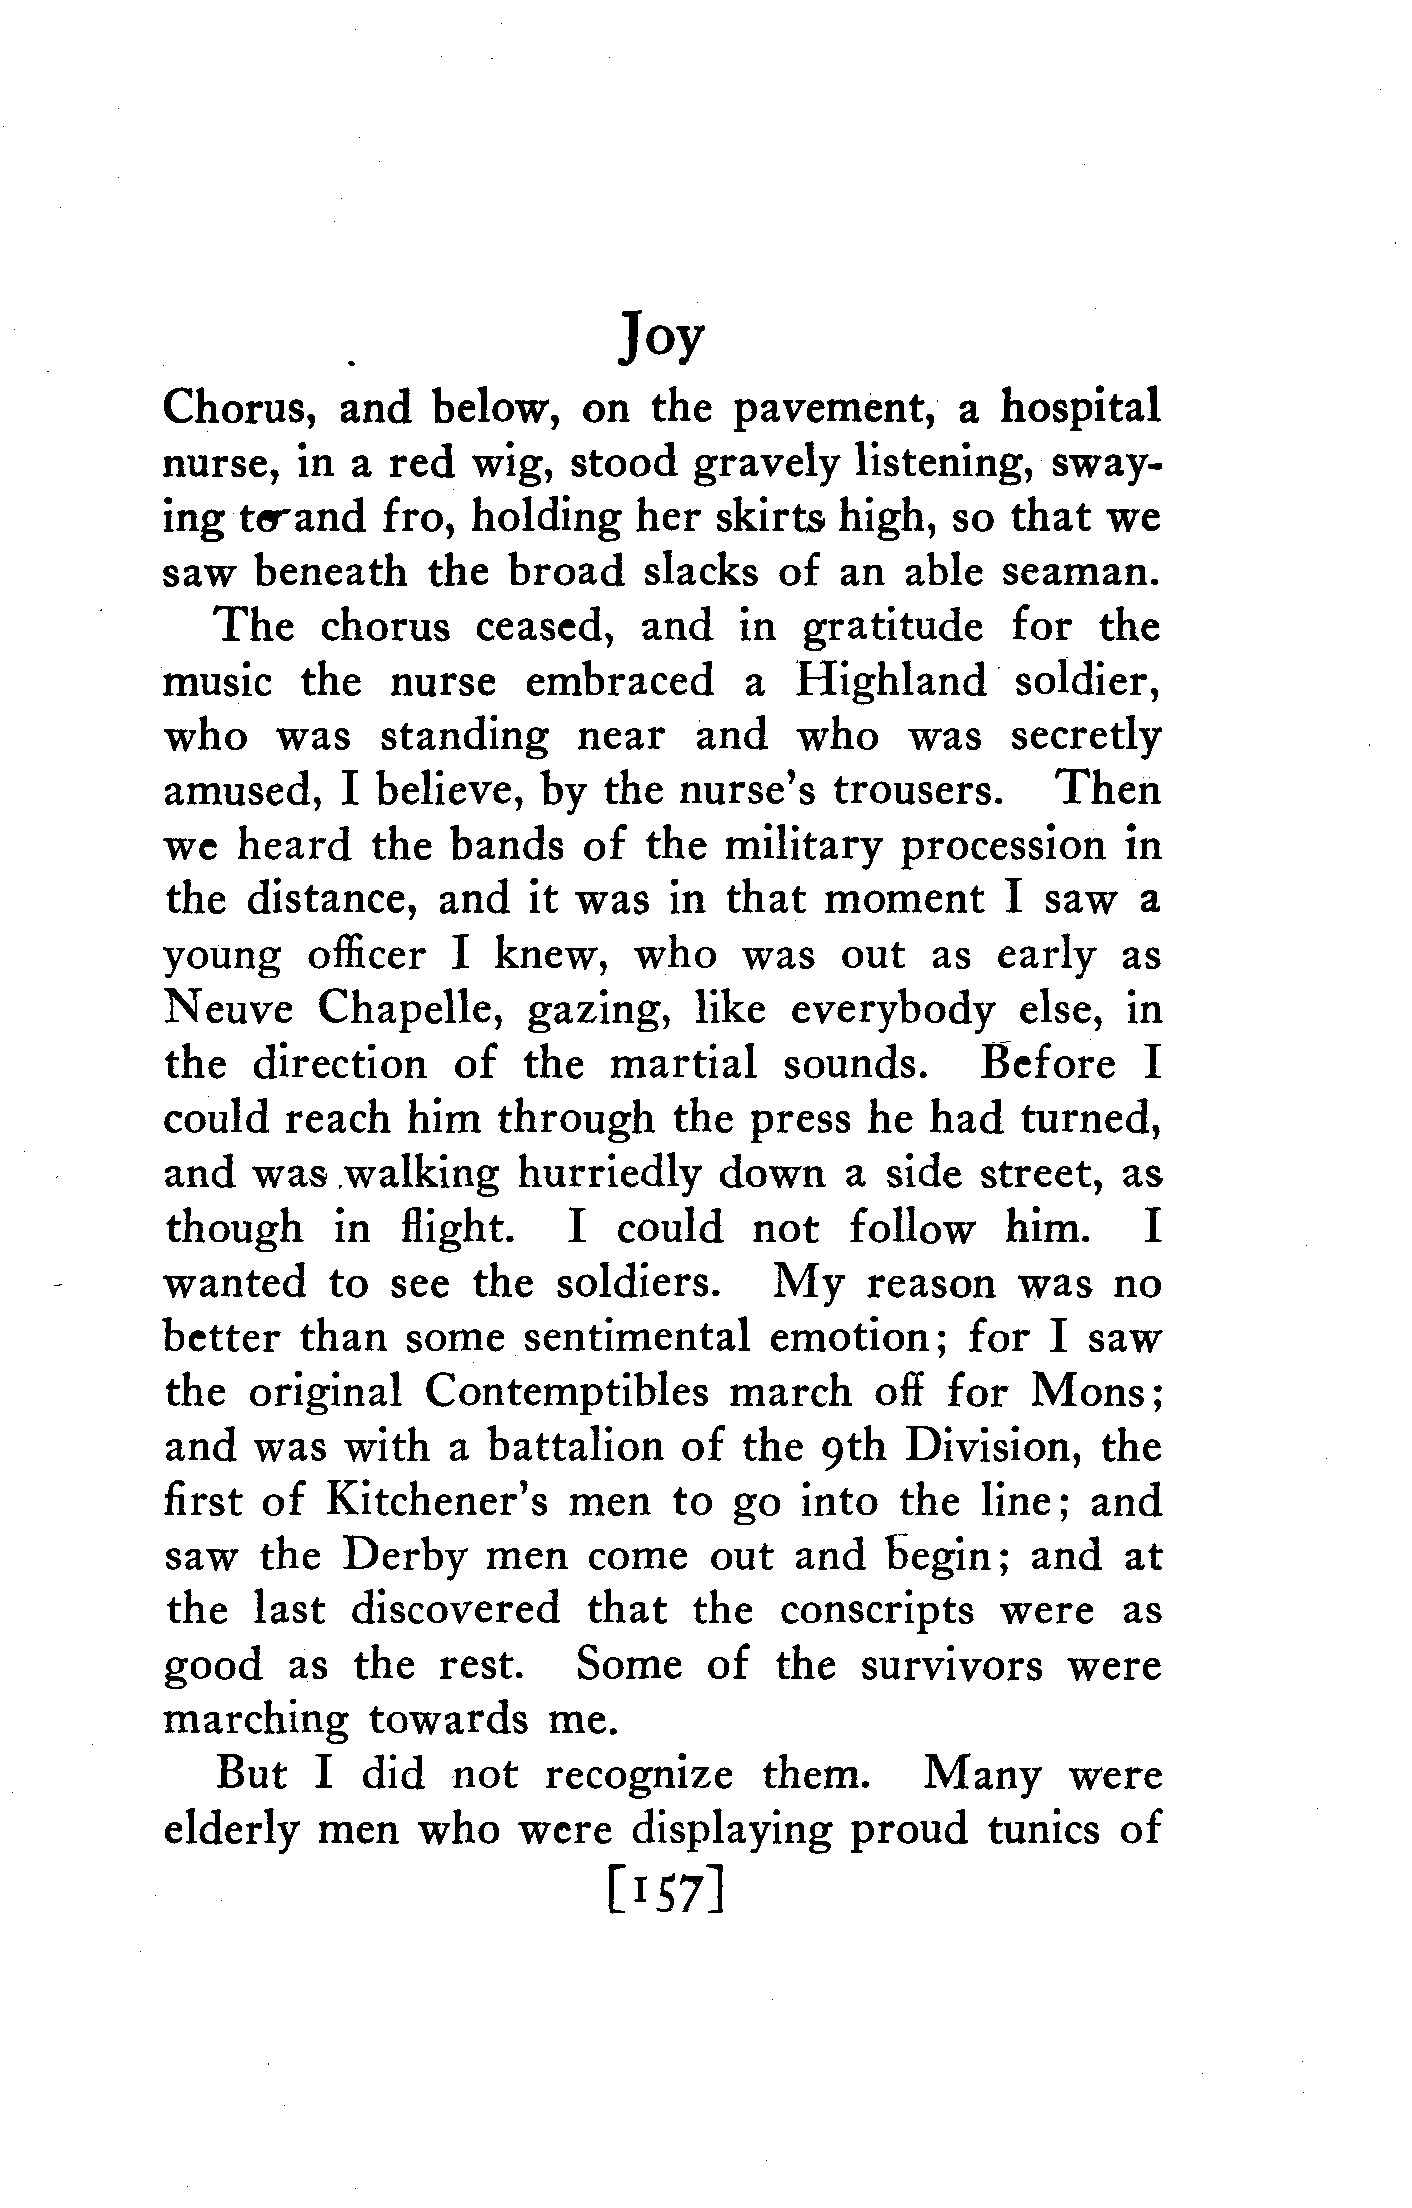 Joy
Chorus, and below, on the pavement, a hospital
nurse, in a red wig, stood gravely listening, sway-
ing to and fro, holding her skirts high, so that we
saw beneath the broad slacks of an able seaman.
The chorus ceased, and in gratitude for the
music the nurse embraced a Highland soldier,
who was standing near and who was secretly
amused, I believe, by the nurse's trousers. Then
we heard the bands of the military procession in
the distance, and it was in that moment I saw a
young officer I knew, who was out as early as
Neuve Chapelle, gazing, like everybody else, in
the direction of the martial sounds. Before I
could reach him through the press he had turned,
and was walking hurriedly down a side street, as
though in flight. I could not follow him. I
wanted to see the soldiers. My reason was no
better than some sentimental emotion; for I saw
the original Contemptibles march off for Mons;
and was with a battalion of the 9th Division, the
first of Kitchener's men to go into the line; and
saw the Derby men come out and begin; and at
the last discovered that the conscripts were as
good as the rest. Some of the survivors were
marching towards me.
But I did not recognize them. Many were
elderly men who were displaying proud tunics of
[157]